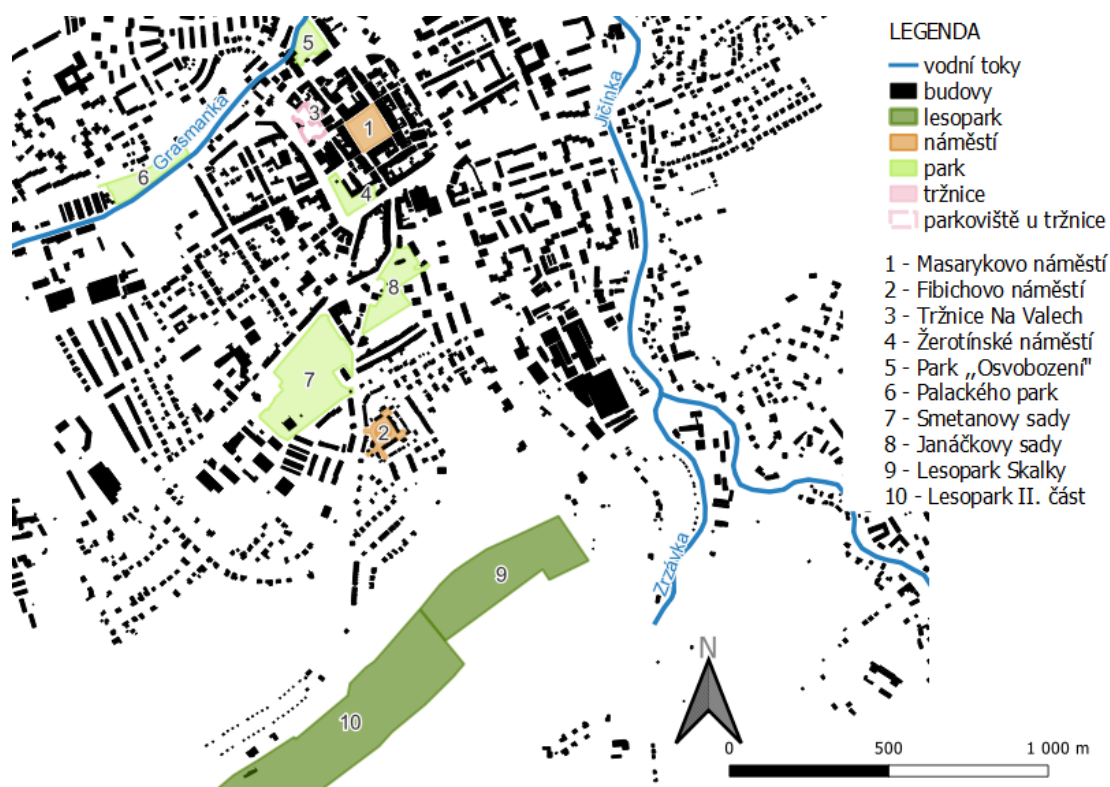 LEGENDA
vodní toky
budovy
lesopark
náměstí
park
tržnice
parkoviště u tržnice
1 - Masarykovo náměstí
2 - Fibichovo náměstí
3 - Tržnice Na Valech
4 - Žerotínské náměstí
5 - Park „Osvobození"
6 - Palackého park
7 - Smetanovy sady
8 - Janáčkovy sady
9 - Lesopark Skalky
10 - Lesopark II. část
5
Grasmanka
3
1
Jičínka
6
4
8
7
2
9
Zrzávka
10
N
0 500 1 000 m